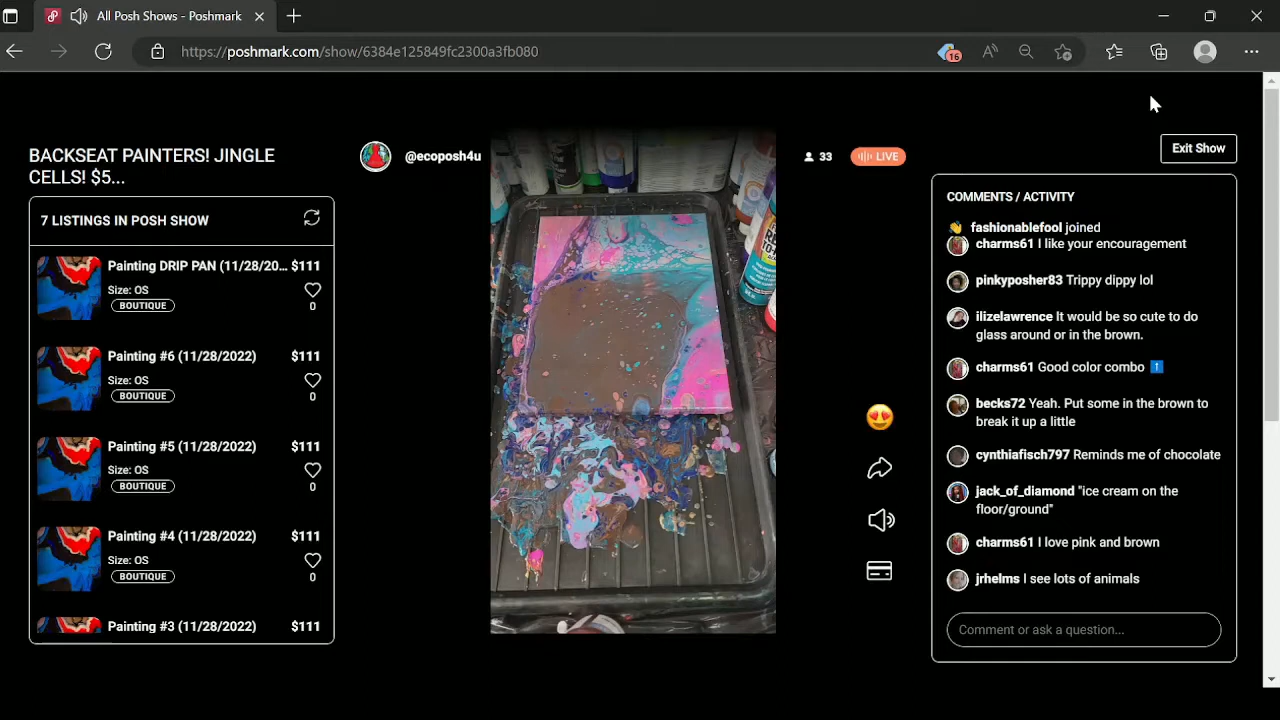 All Posh Shows - Poshmark
https://poshmark.com/show/6384e125849fc2300a3fb080
16
BACKSEAT PAINTERS! JINGLE
CELLS! $5...
@ecoposh4u
33
LIVE
Exit Show
7 LISTINGS IN POSH SHOW
Painting DRIP PAN (11/28/20... $111
Size: OS
BOUTIQUE
0
Painting #6 (11/28/2022) $111
Size: OS
BOUTIQUE
0
Painting #5 (11/28/2022) $111
Size: OS
BOUTIQUE
0
Painting #4 (11/28/2022) $111
Size: OS
BOUTIQUE
0
Painting #3 (11/28/2022) $111
COMMENTS / ACTIVITY
👋 fashionablefool joined
charms61 I like your encouragement
pinkyposher83 Trippy dippy lol
ilizelawrence It would be so cute to do
glass around or in the brown.
charms61 Good color combo ⬆️
becks72 Yeah. Put some in the brown to
break it up a little
cynthiafisch797 Reminds me of chocolate
jack_of_diamond "ice cream on the
floor/ground"
charms61 I love pink and brown
jrhelms I see lots of animals
Comment or ask a question...